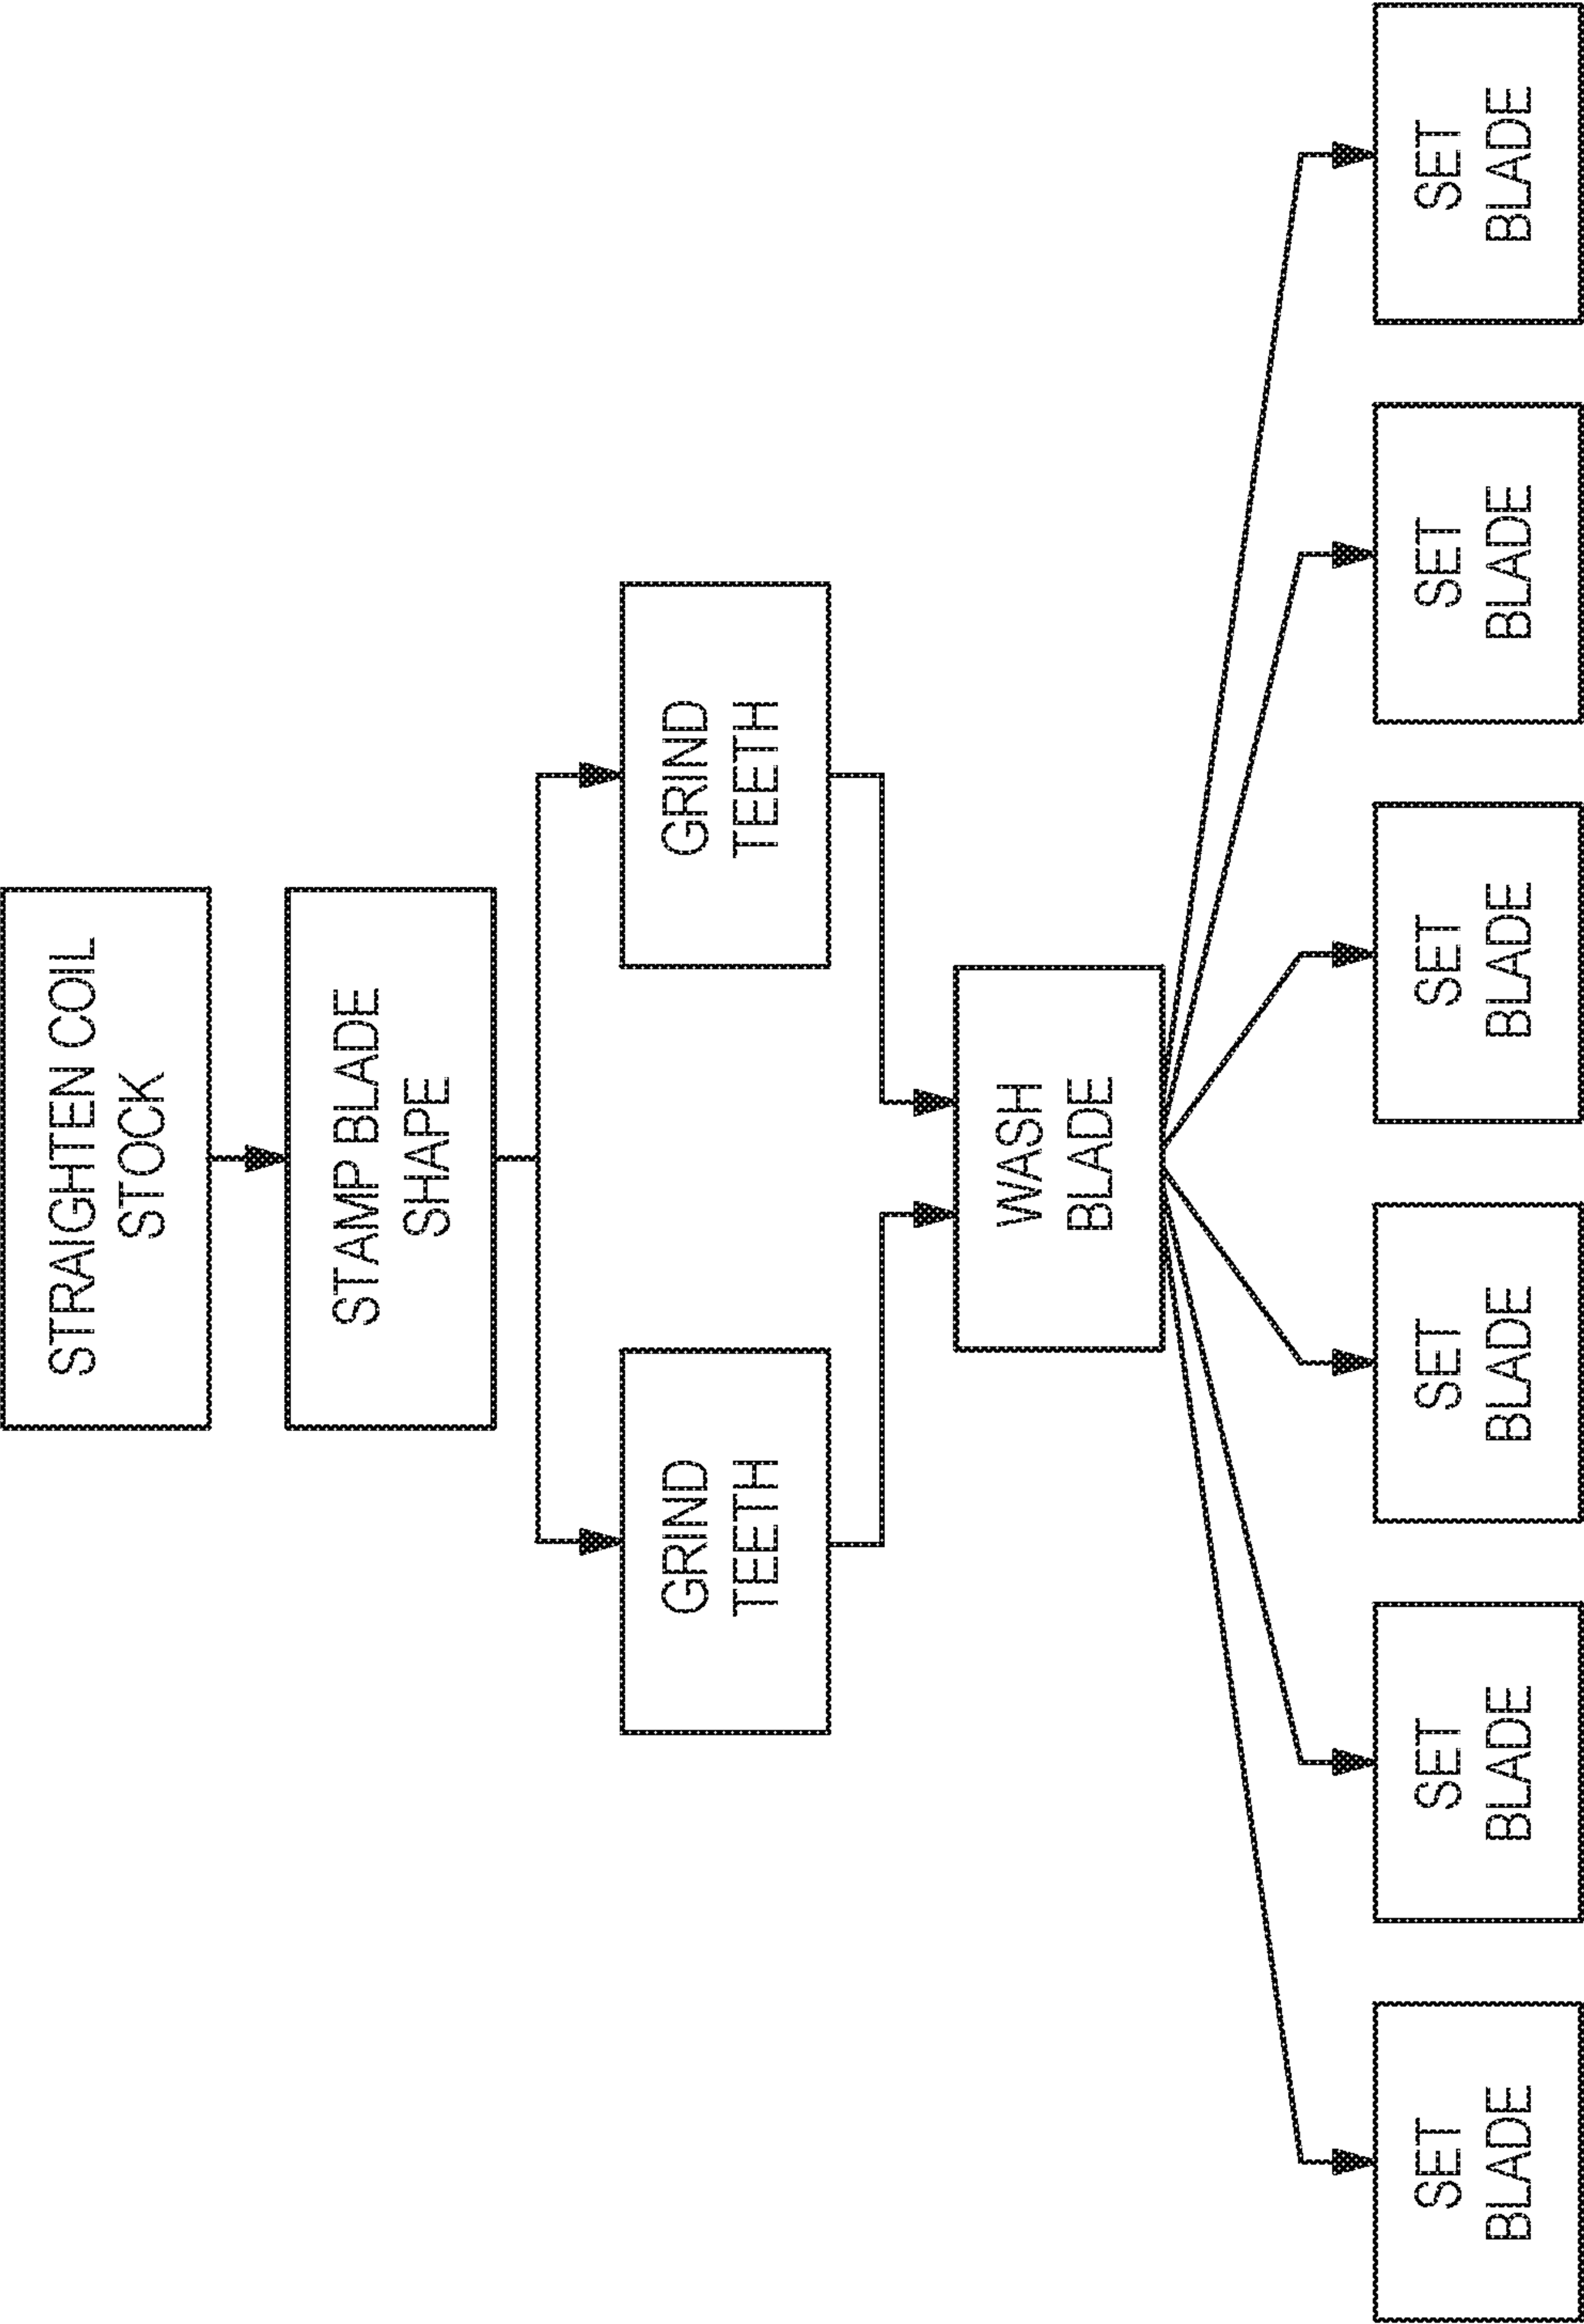 STRAIGHTEN COIL
STOCK
STAMP BLADE
SHAPE
GRIND
TEETH
GRIND
TEETH
WASH
BLADE
SET
BLADE
SET
BLADE
SET
BLADE
SET
BLADE
SET
BLADE
SET
BLADE